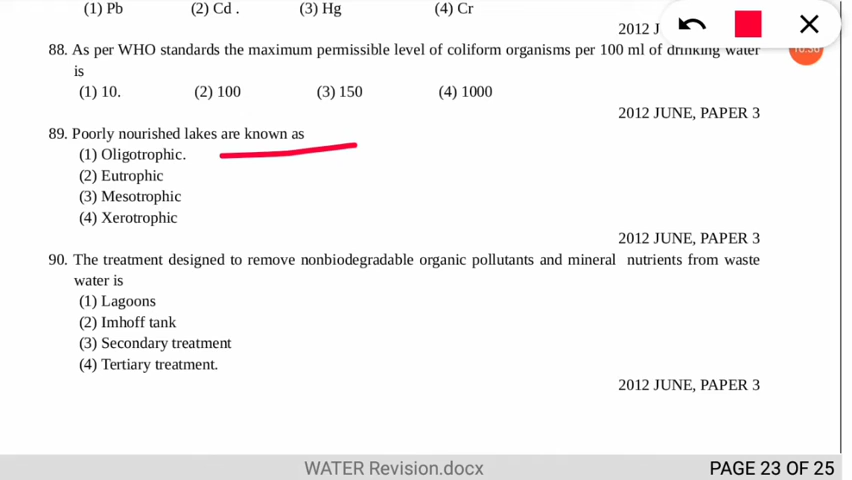 (1) Pb (2) Cd . (3) Hg (4) Cr
2012 J
88. As per WHO standards the maximum permissible level of coliform organisms per 100 ml of drinking water
is
(1) 10. (2) 100 (3) 150 (4) 1000
2012 JUNE, PAPER 3
89. Poorly nourished lakes are known as
(1) Oligotrophic.
(2) Eutrophic
(3) Mesotrophic
(4) Xerotrophic
2012 JUNE, PAPER 3
90. The treatment designed to remove nonbiodegradable organic pollutants and mineral nutrients from waste
water is
(1) Lagoons
(2) Imhoff tank
(3) Secondary treatment
(4) Tertiary treatment.
2012 JUNE, PAPER 3
WATER Revision.docx PAGE 23 OF 25